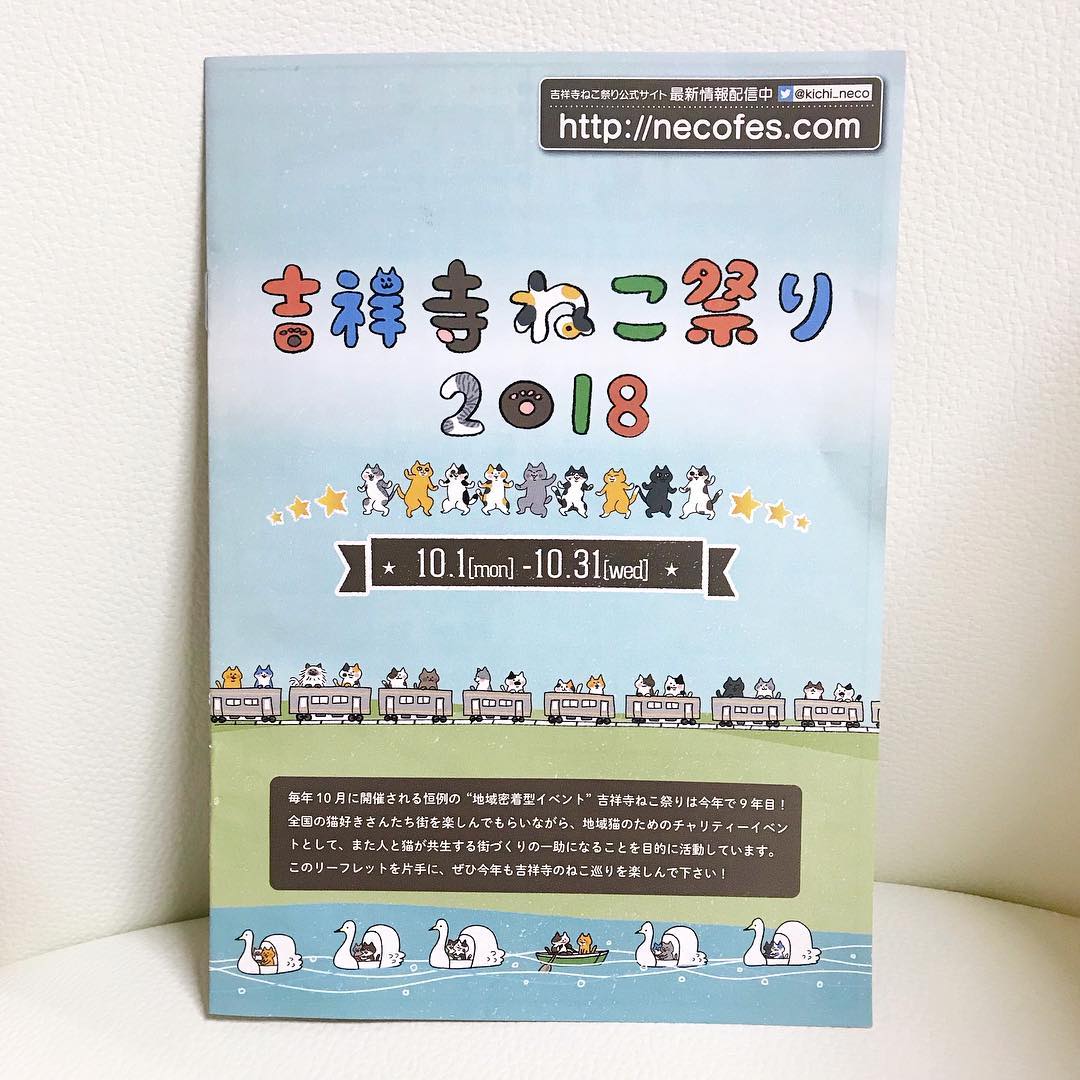 吉祥寺ねこ祭り公式サイト 最新情報配信中 @kichi_neco
http://necofes.com
吉祥寺ねこ祭り
2018
10.1[mon] -10.31[wed]
毎年10月に開催される恒例の“地域密着型イベント”吉祥寺ねこ祭りは今年で9年目！
全国の猫好きさんたち街を楽しんでもらいながら、地域猫のためのチャリティーイベン
トとして、また人と猫が共生する街づくりの一助になることを目的に活動しています。
このリーフレットを片手に、ぜひ今年も吉祥寺のねこ巡りを楽しんで下さい！